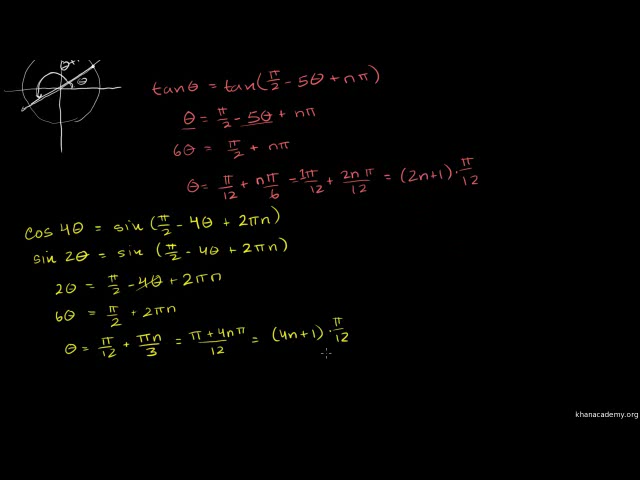 θ+π
θ
tanθ = tan(π/2 - 5θ + nπ)
θ = π/2 - 5θ + nπ
6θ = π/2 + nπ
θ = π/12 + nπ/6 = 1π/12 + 2nπ/12 = (2n+1)·π/12
cos 4θ = sin (π/2 - 4θ + 2πn)
sin 2θ = sin (π/2 - 4θ + 2πn)
2θ = π/2 - 4θ + 2πn
6θ = π/2 + 2πn
θ = π/12 + πn/3 = π + 4nπ/12 = (4n+1)·π/12
khanacademy.org